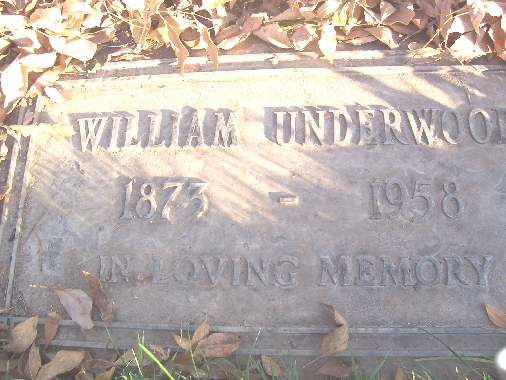 WILLIAM UNDERWOOD
1873 - 1958
IN LOVING MEMORY